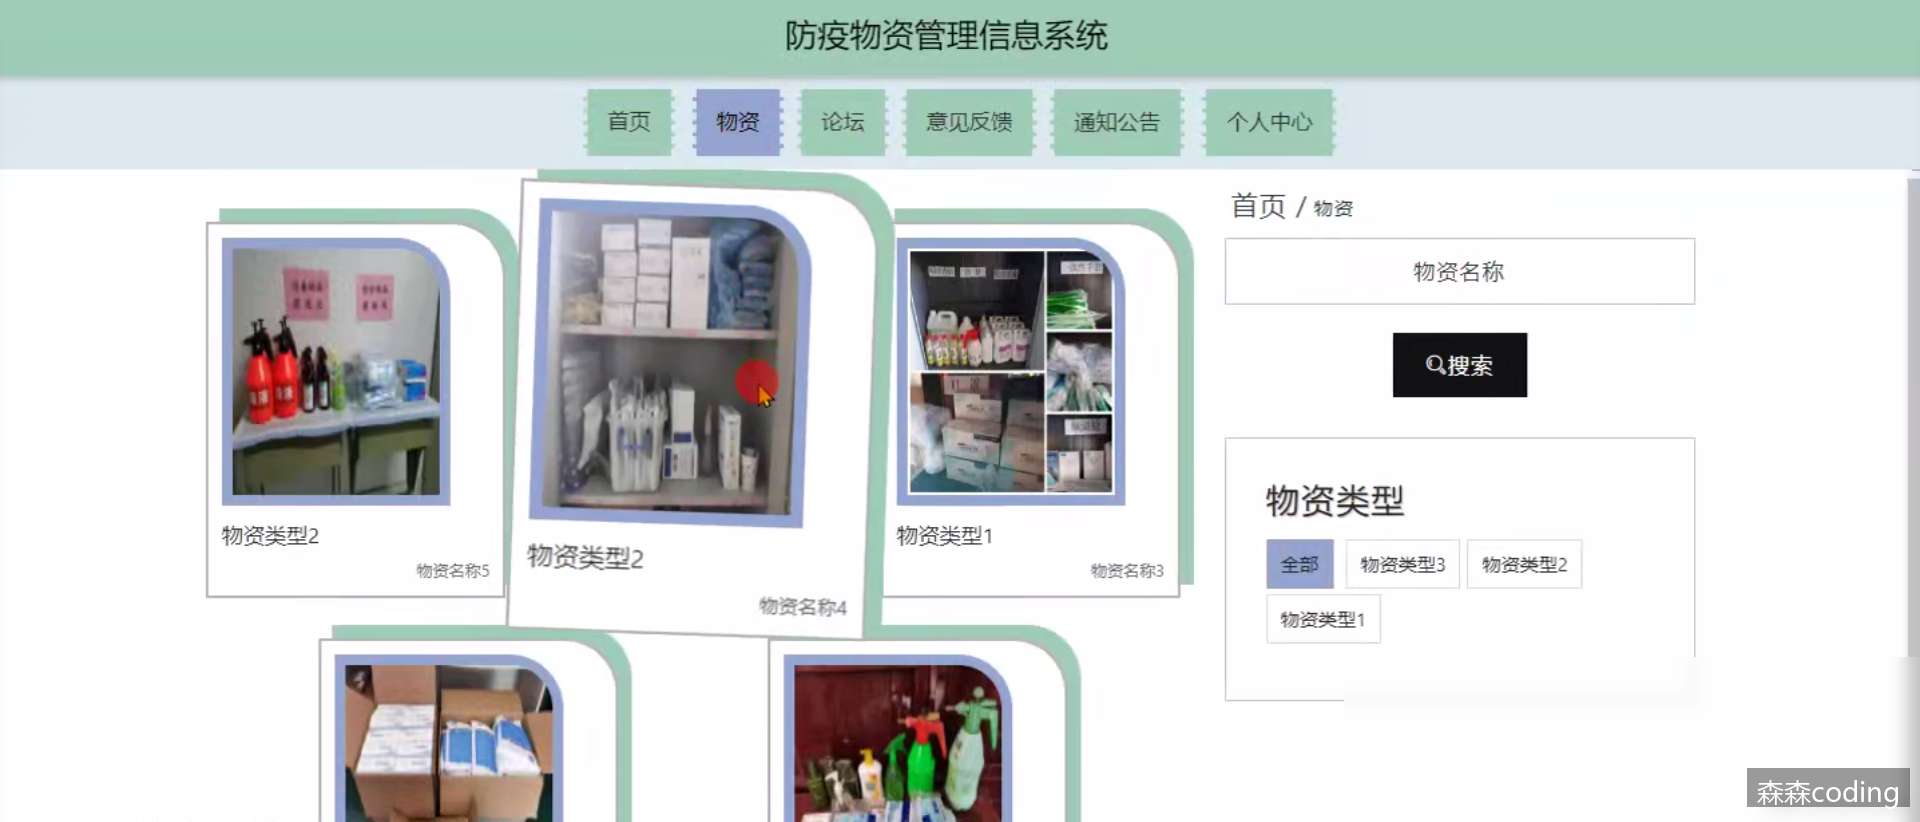 防疫物资管理信息系统
首页
物资
论坛
意见反馈
通知公告
个人中心
首页 / 物资
物资名称
搜索
物资类型2
物资名称5
物资类型2
物资名称4
物资类型1
物资名称3
物资类型
全部
物资类型3
物资类型2
物资类型1
森森coding